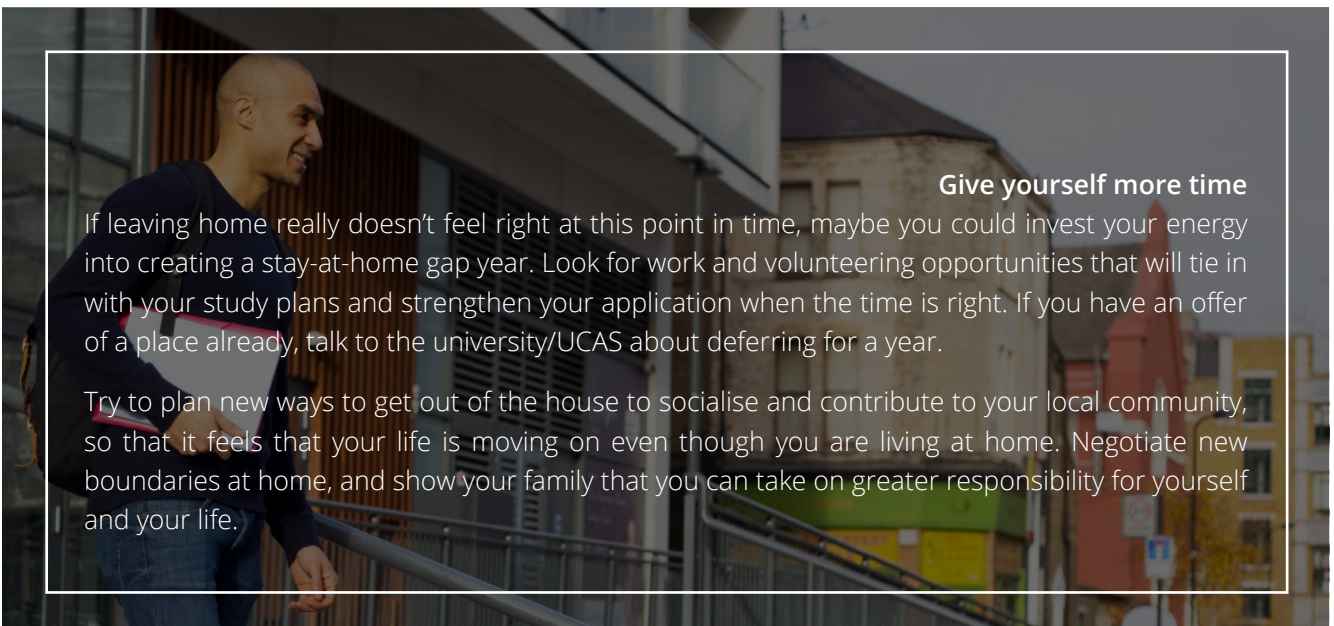 Give yourself more time
If leaving home really doesn’t feel right at this point in time, maybe you could invest your energy
into creating a stay-at-home gap year. Look for work and volunteering opportunities that will tie in
with your study plans and strengthen your application when the time is right. If you have an offer
of a place already, talk to the university/UCAS about deferring for a year.
Try to plan new ways to get out of the house to socialise and contribute to your local community,
so that it feels that your life is moving on even though you are living at home. Negotiate new
boundaries at home, and show your family that you can take on greater responsibility for yourself
and your life.